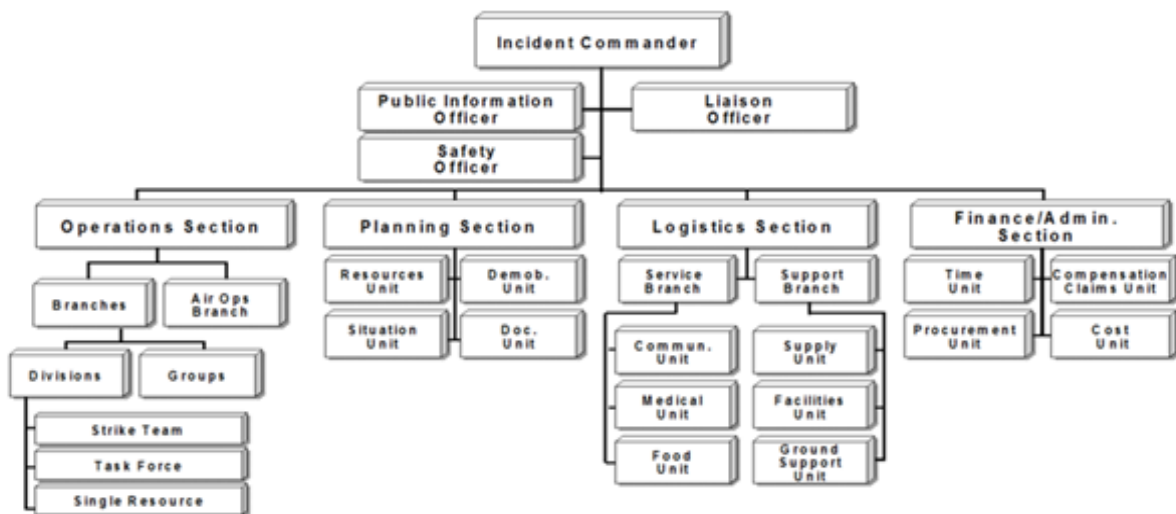 Incident Commander
Public Information
Officer
Liaison
Officer
Safety
Officer
Operations Section
Planning Section
Logistics Section
Finance/Admin.
Section
Branches
Air Ops
Branch
Divisions
Groups
Strike Team
Task Force
Single Resource
Resources
Unit
Demob.
Unit
Situation
Unit
Doc.
Unit
Service
Branch
Support
Branch
Commun.
Unit
Supply
Unit
Medical
Unit
Facilities
Unit
Food
Unit
Ground
Support
Unit
Time
Unit
Compensation
Claims Unit
Procurement
Unit
Cost
Unit